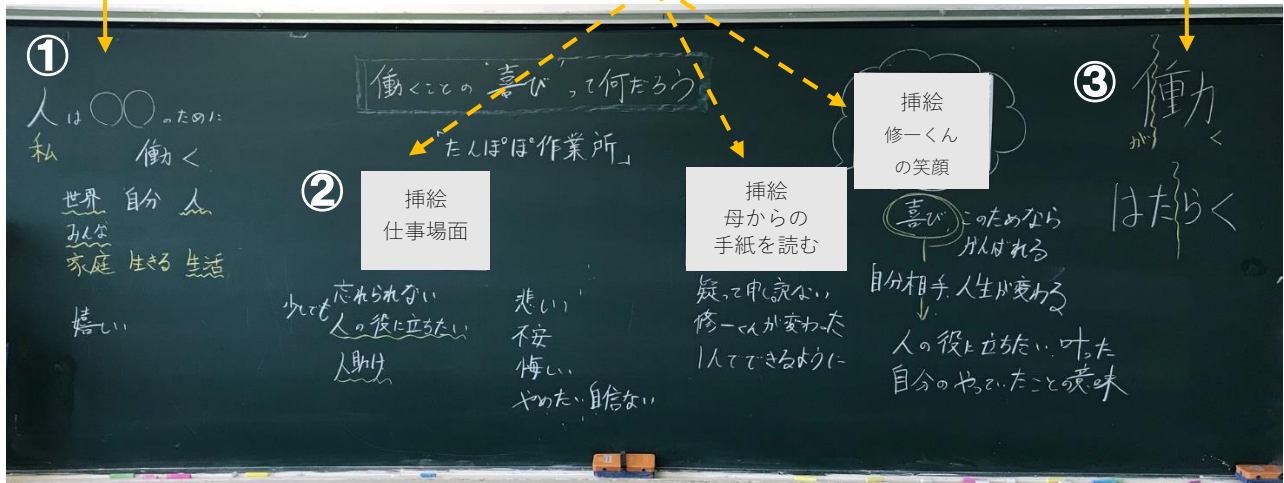 ①
人は○○のために
私 働く
世界 自分 人
みんな
家庭 生きる 生活
嬉しい
働くことの"喜び"って何だろう
「たんぽぽ作業所」
②
挿絵
仕事場面
少しでも
忘れられない
人の役に立ちたい
人助け
悲しい
不安
悔しい
やめたい 自信ない
挿絵
母からの
手紙を読む
疑って申し訳ない
修一くんが変わった
1人でできるように
挿絵
修一くん
の笑顔
喜び このためなら
がんばれる
自分相手、人生が変わる
人の役に立ちたい 叶った
自分のやっていたことの意味
③
働く
が
はたらく